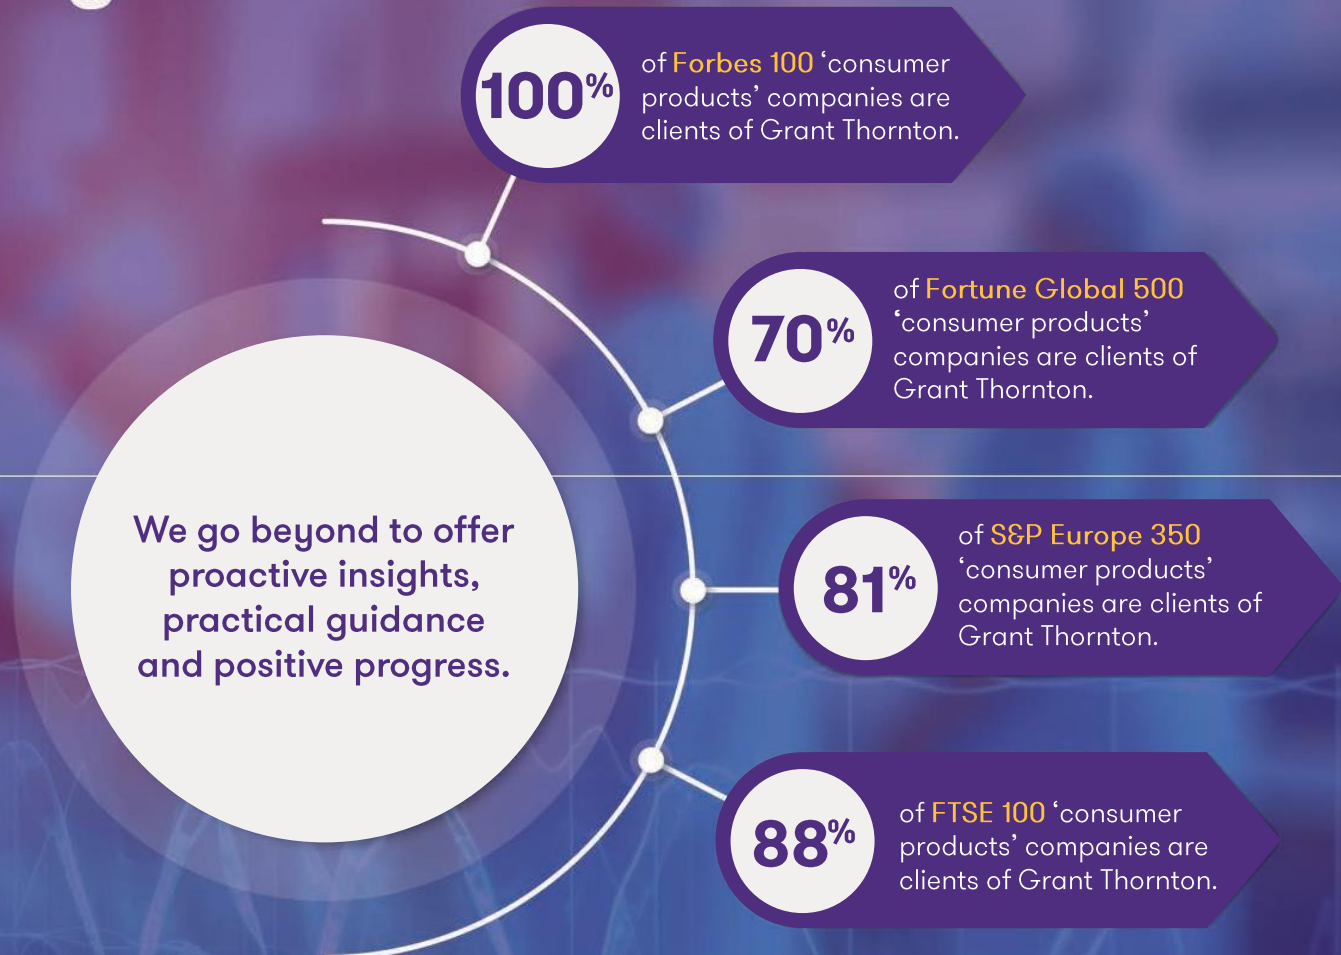 100%
of Forbes 100 ‘consumer
products’ companies are
clients of Grant Thornton.
70%
of Fortune Global 500
‘consumer products’
companies are clients of
Grant Thornton.
We go beyond to offer
proactive insights,
practical guidance
and positive progress.
81%
of S&P Europe 350
‘consumer products’
companies are clients of
Grant Thornton.
88%
of FTSE 100 ‘consumer
products’ companies are
clients of Grant Thornton.